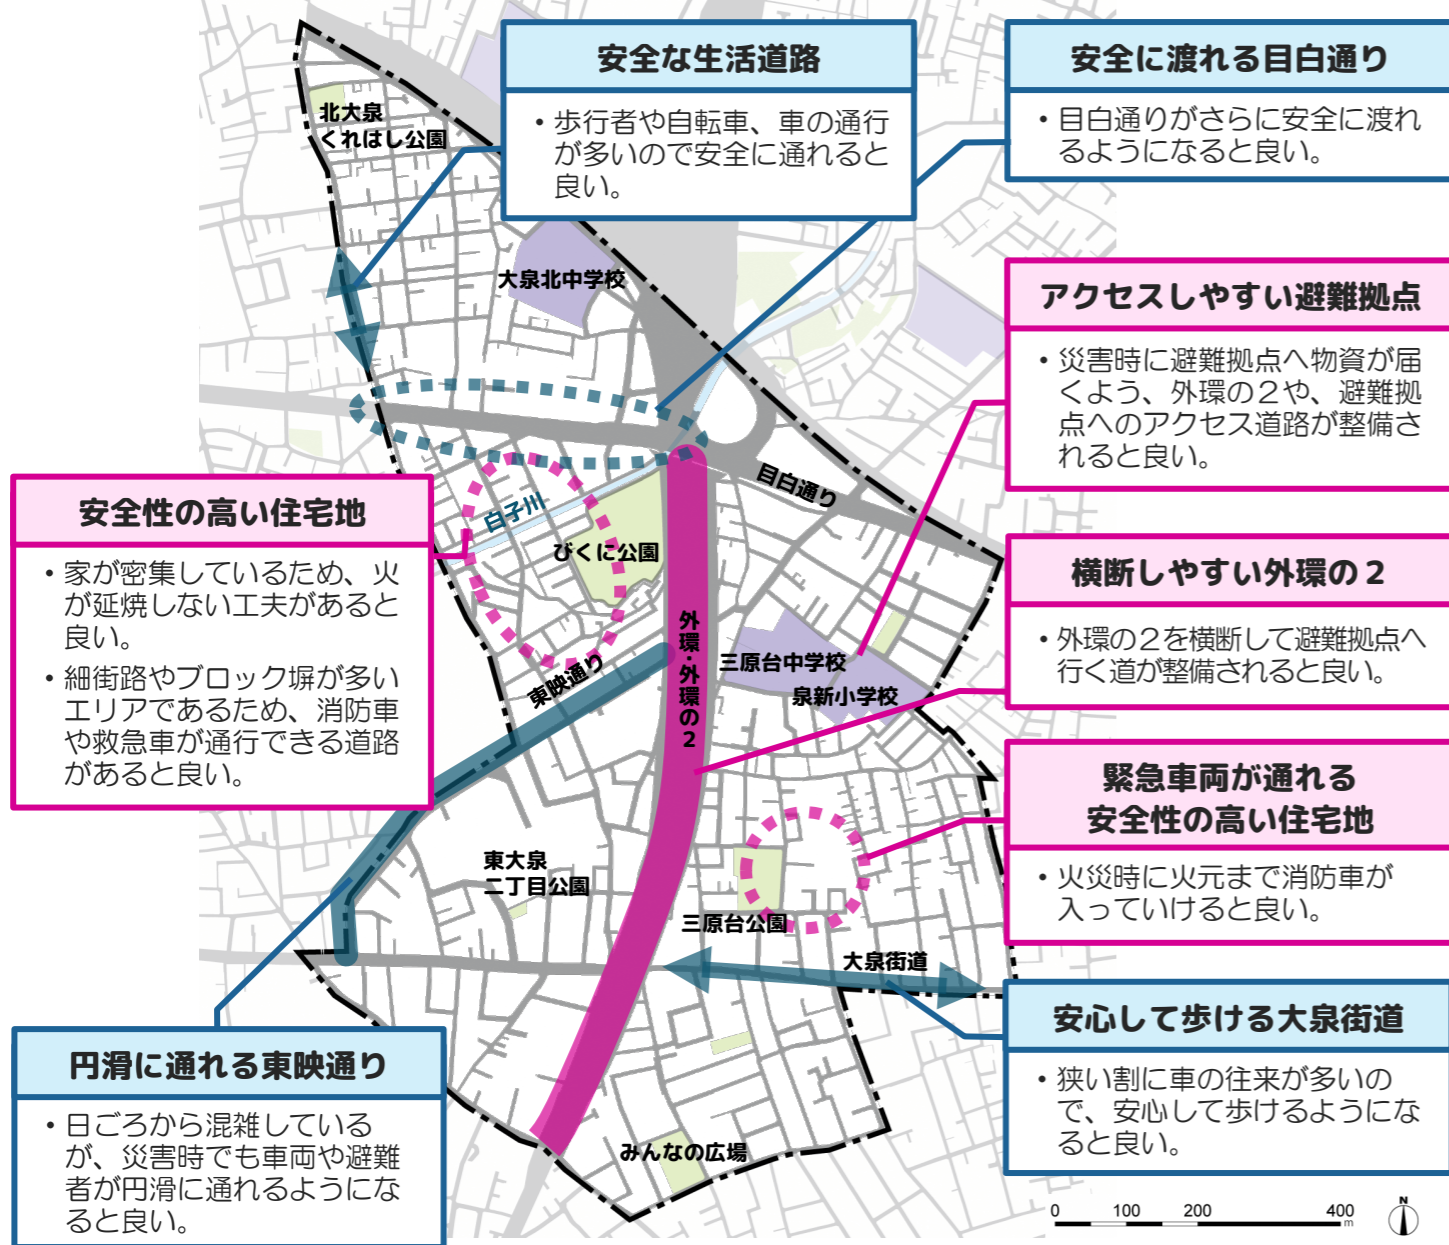 安全な生活道路
・歩行者や自転車、車の通行
が多いので安全に通れると
良い。
安全に渡れる目白通り
・目白通りがさらに安全に渡れ
るようになると良い。
北大泉
くれはし公園
大泉北中学校
アクセスしやすい避難拠点
・災害時に避難拠点へ物資が届
くよう、外環の２や、避難拠
点へのアクセス道路が整備さ
れると良い。
目白通り
安全性の高い住宅地
・家が密集しているため、火
が延焼しない工夫があると
良い。
・細街路やブロック塀が多い
エリアであるため、消防車
や救急車が通行できる道路
があると良い。
白子川
びくに公園
横断しやすい外環の２
・外環の２を横断して避難拠点へ
行く道が整備されると良い。
外環・外環の２
三原台中学校
泉新小学校
東映通り
緊急車両が通れる
安全性の高い住宅地
・火災時に火元まで消防車が
入っていけると良い。
東大泉
二丁目公園
三原台公園
大泉街道
安心して歩ける大泉街道
・狭い割に車の往来が多いの
で、安心して歩けるようにな
ると良い。
円滑に通れる東映通り
・日ごろから混雑している
が、災害時でも車両や避難
者が円滑に通れるようにな
ると良い。
みんなの広場
0 100 200 400
m
N